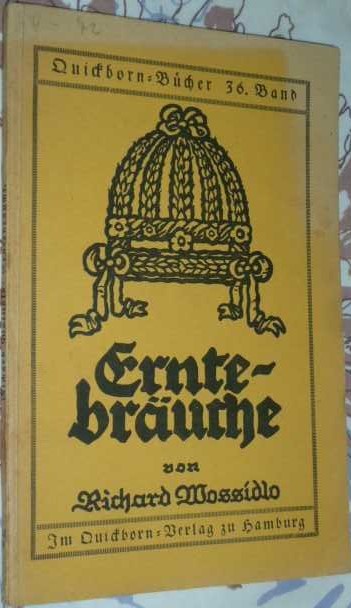 Quickborn=Bücher 36. Band
Ernte-
bräuche
von
Richard Wossidlo
Im Quickborn=Verlag zu Hamburg